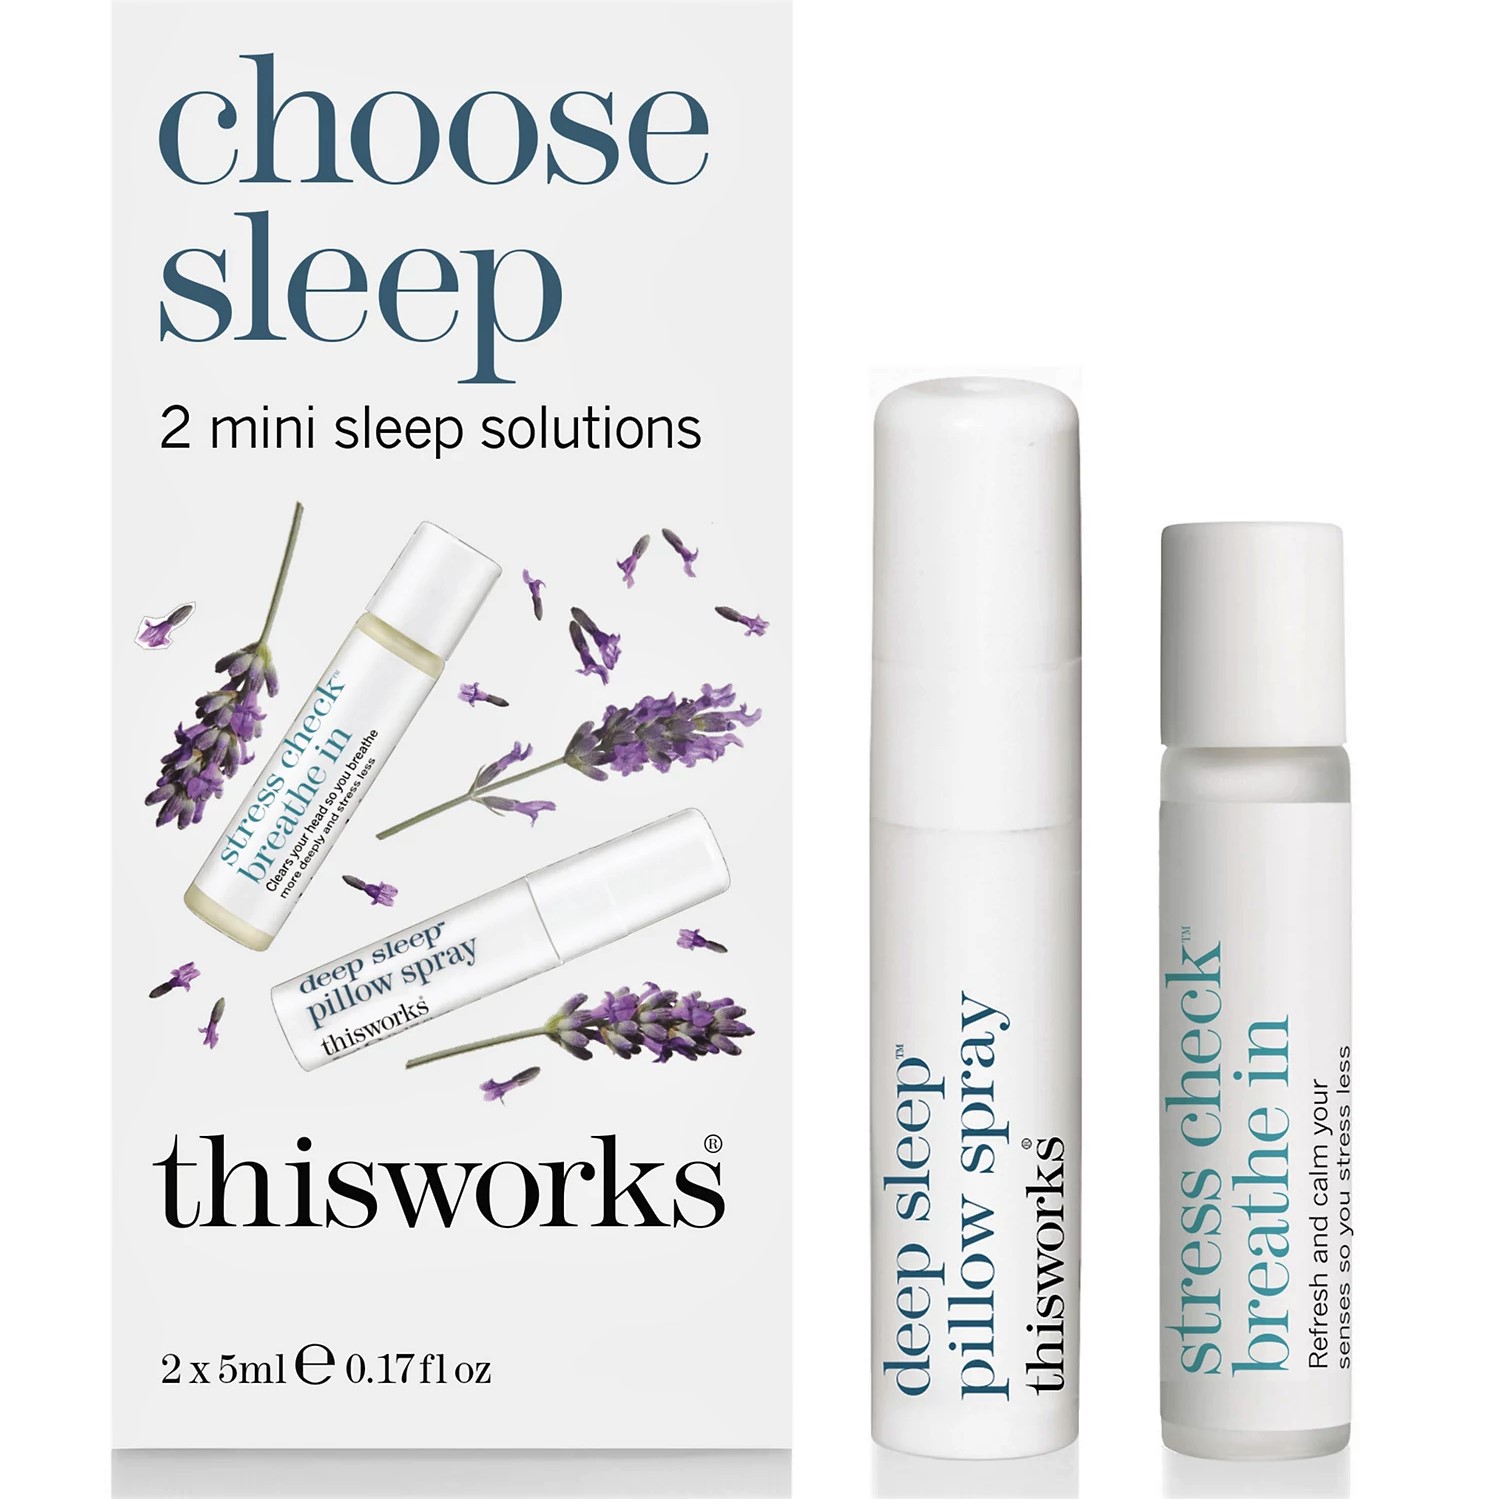 choose
sleep
2 mini sleep solutions
stress check™
breathe in
Clears your head so you breathe
more deeply and stress less
deep sleep™
pillow spray
thisworks
thisworks®
2 x 5ml ℮ 0.17 fl oz
deep sleep™
pillow spray
thisworks®
stress check™
breathe in
Refresh and calm your
senses so you stress less